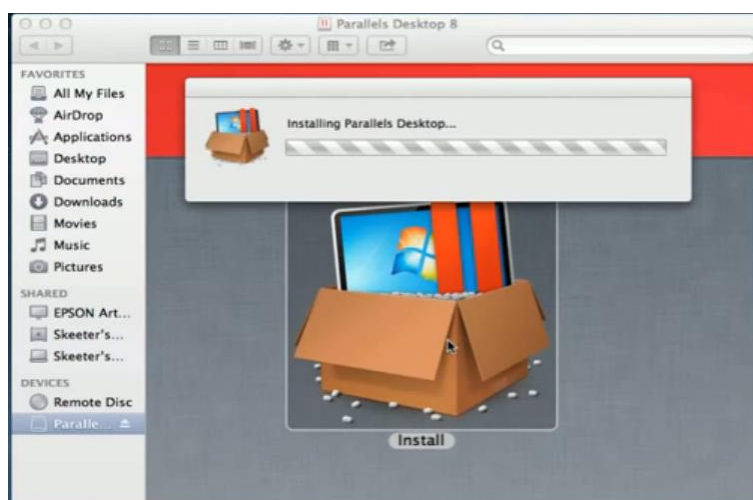 Parallels Desktop 8
FAVORITES
All My Files
AirDrop
Applications
Desktop
Documents
Downloads
Movies
Music
Pictures
SHARED
EPSON Art...
Skeeter's...
Skeeter's...
DEVICES
Remote Disc
Paralle...
Installing Parallels Desktop...
Install